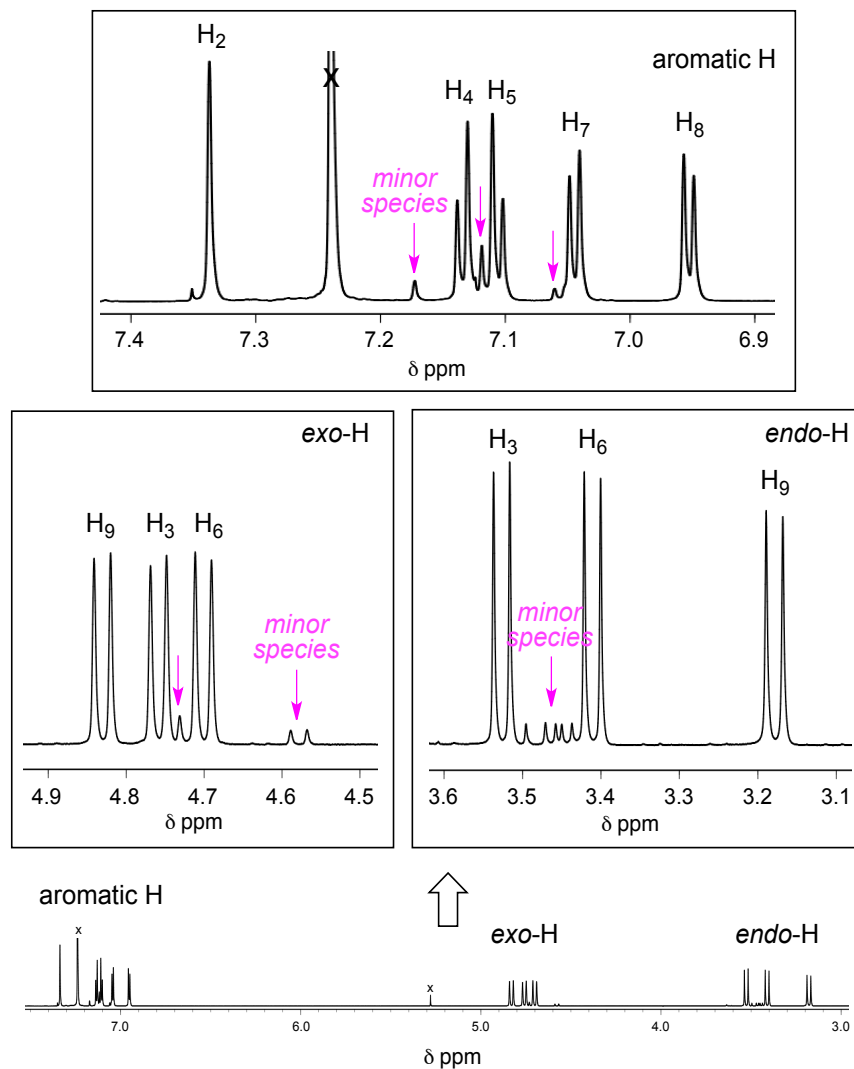 H₂
x
aromatic H
H₄
H₅
H₇
H₈
minor
species
7.4 7.3 7.2 7.1 7.0 6.9
δ ppm
exo-H
H₉ H₃ H₆
minor
species
4.9 4.8 4.7 4.6 4.5
δ ppm
endo-H
H₃
H₆
H₉
minor
species
3.6 3.5 3.4 3.3 3.2 3.1
δ ppm
aromatic H
x
x
exo-H
endo-H
7.0 6.0 5.0 4.0 3.0
δ ppm